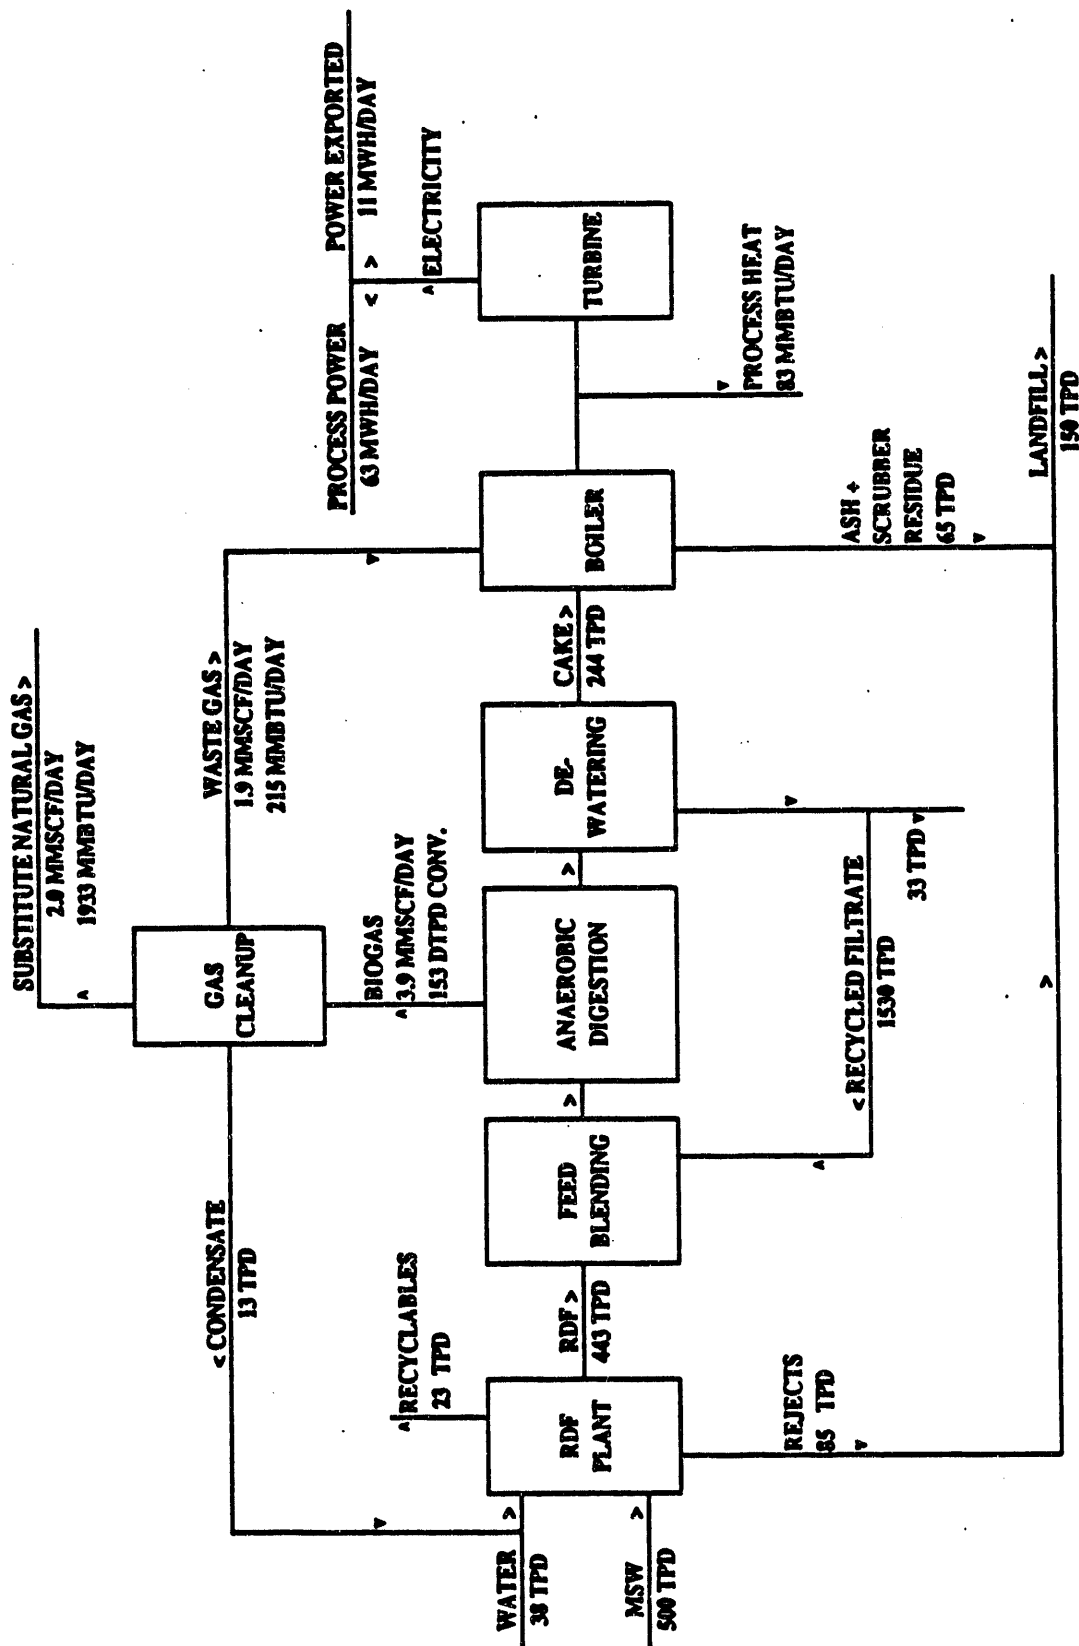 SUBSTITUTE NATURAL GAS >
2.0 MMSCF/DAY
1933 MMBTU/DAY
GAS
CLEANUP
WASTE GAS >
1.9 MMSCF/DAY
215 MMBTU/DAY
< CONDENSATE
13 TPD
BIOGAS
3.9 MMSCF/DAY
153 DTPD CONV.
PROCESS POWER
63 MWH/DAY
< >
POWER EXPORTED
11 MWH/DAY
ELECTRICITY
RECYCLABLES
23 TPD
WATER >
38 TPD
MSW >
500 TPD
RDF
PLANT
RDF >
443 TPD
FEED
BLENDING
>
ANAEROBIC
DIGESTION
>
DE-
WATERING
CAKE >
244 TPD
BOILER
TURBINE
PROCESS HEAT
83 MMBTU/DAY
REJECTS
85 TPD
< RECYCLED FILTRATE
1530 TPD
33 TPD
ASH +
SCRUBBER
RESIDUE
65 TPD
>
LANDFILL >
150 TPD